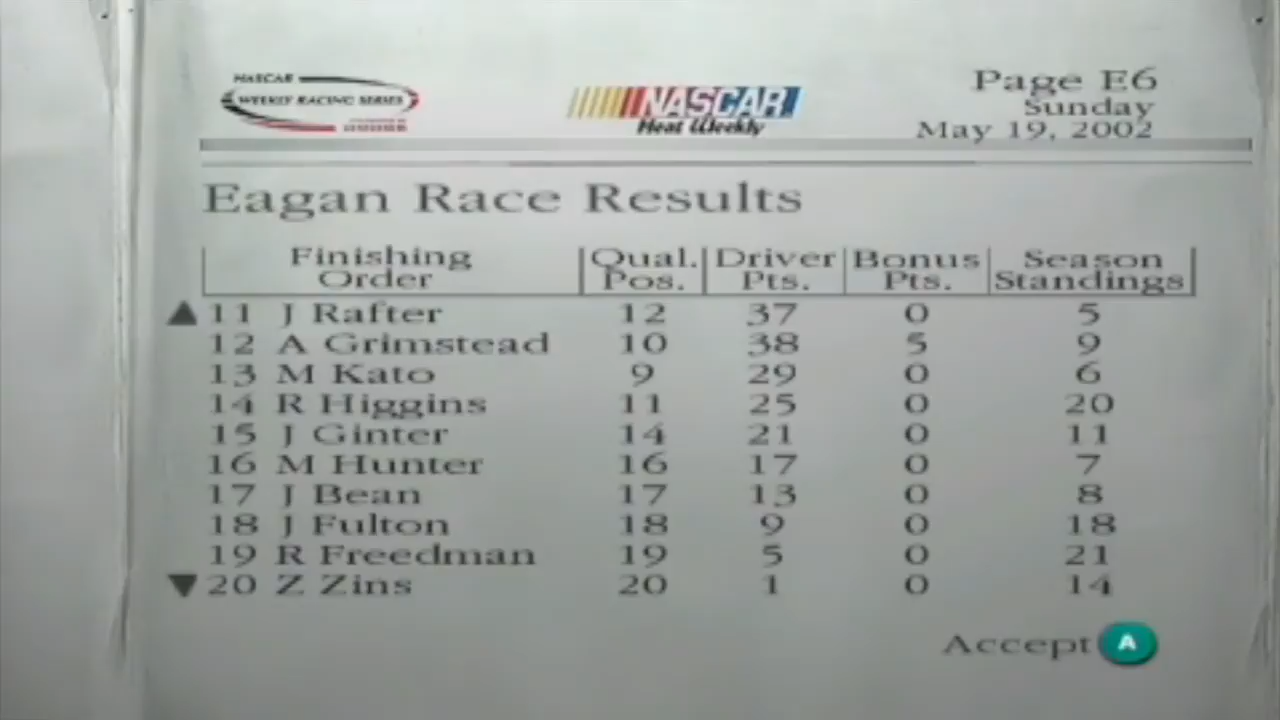 NASCAR
WEEKLY RACING SERIES
NASCAR
Heat Weekly
Page E6
Sunday
May 19, 2002
Eagan Race Results
Finishing Order Qual. Pos. Driver Pts. Bonus Pts. Season Standings
11 J Rafter 12 37 0 5
12 A Grimstead 10 38 5 9
13 M Kato 9 29 0 6
14 R Higgins 11 25 0 20
15 J Ginter 14 21 0 11
16 M Hunter 16 17 0 7
17 J Bean 17 13 0 8
18 J Fulton 18 9 0 18
19 R Freedman 19 5 0 21
20 Z Zins 20 1 0 14
Accept A